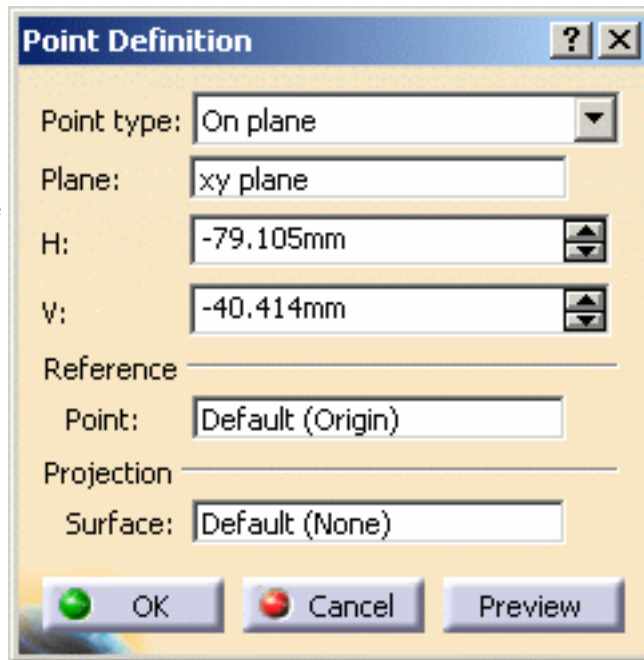 Point Definition
Point type: On plane
Plane: xy plane
H: -79.105mm
V: -40.414mm
Reference
Point: Default (Origin)
Projection
Surface: Default (None)
OK Cancel Preview